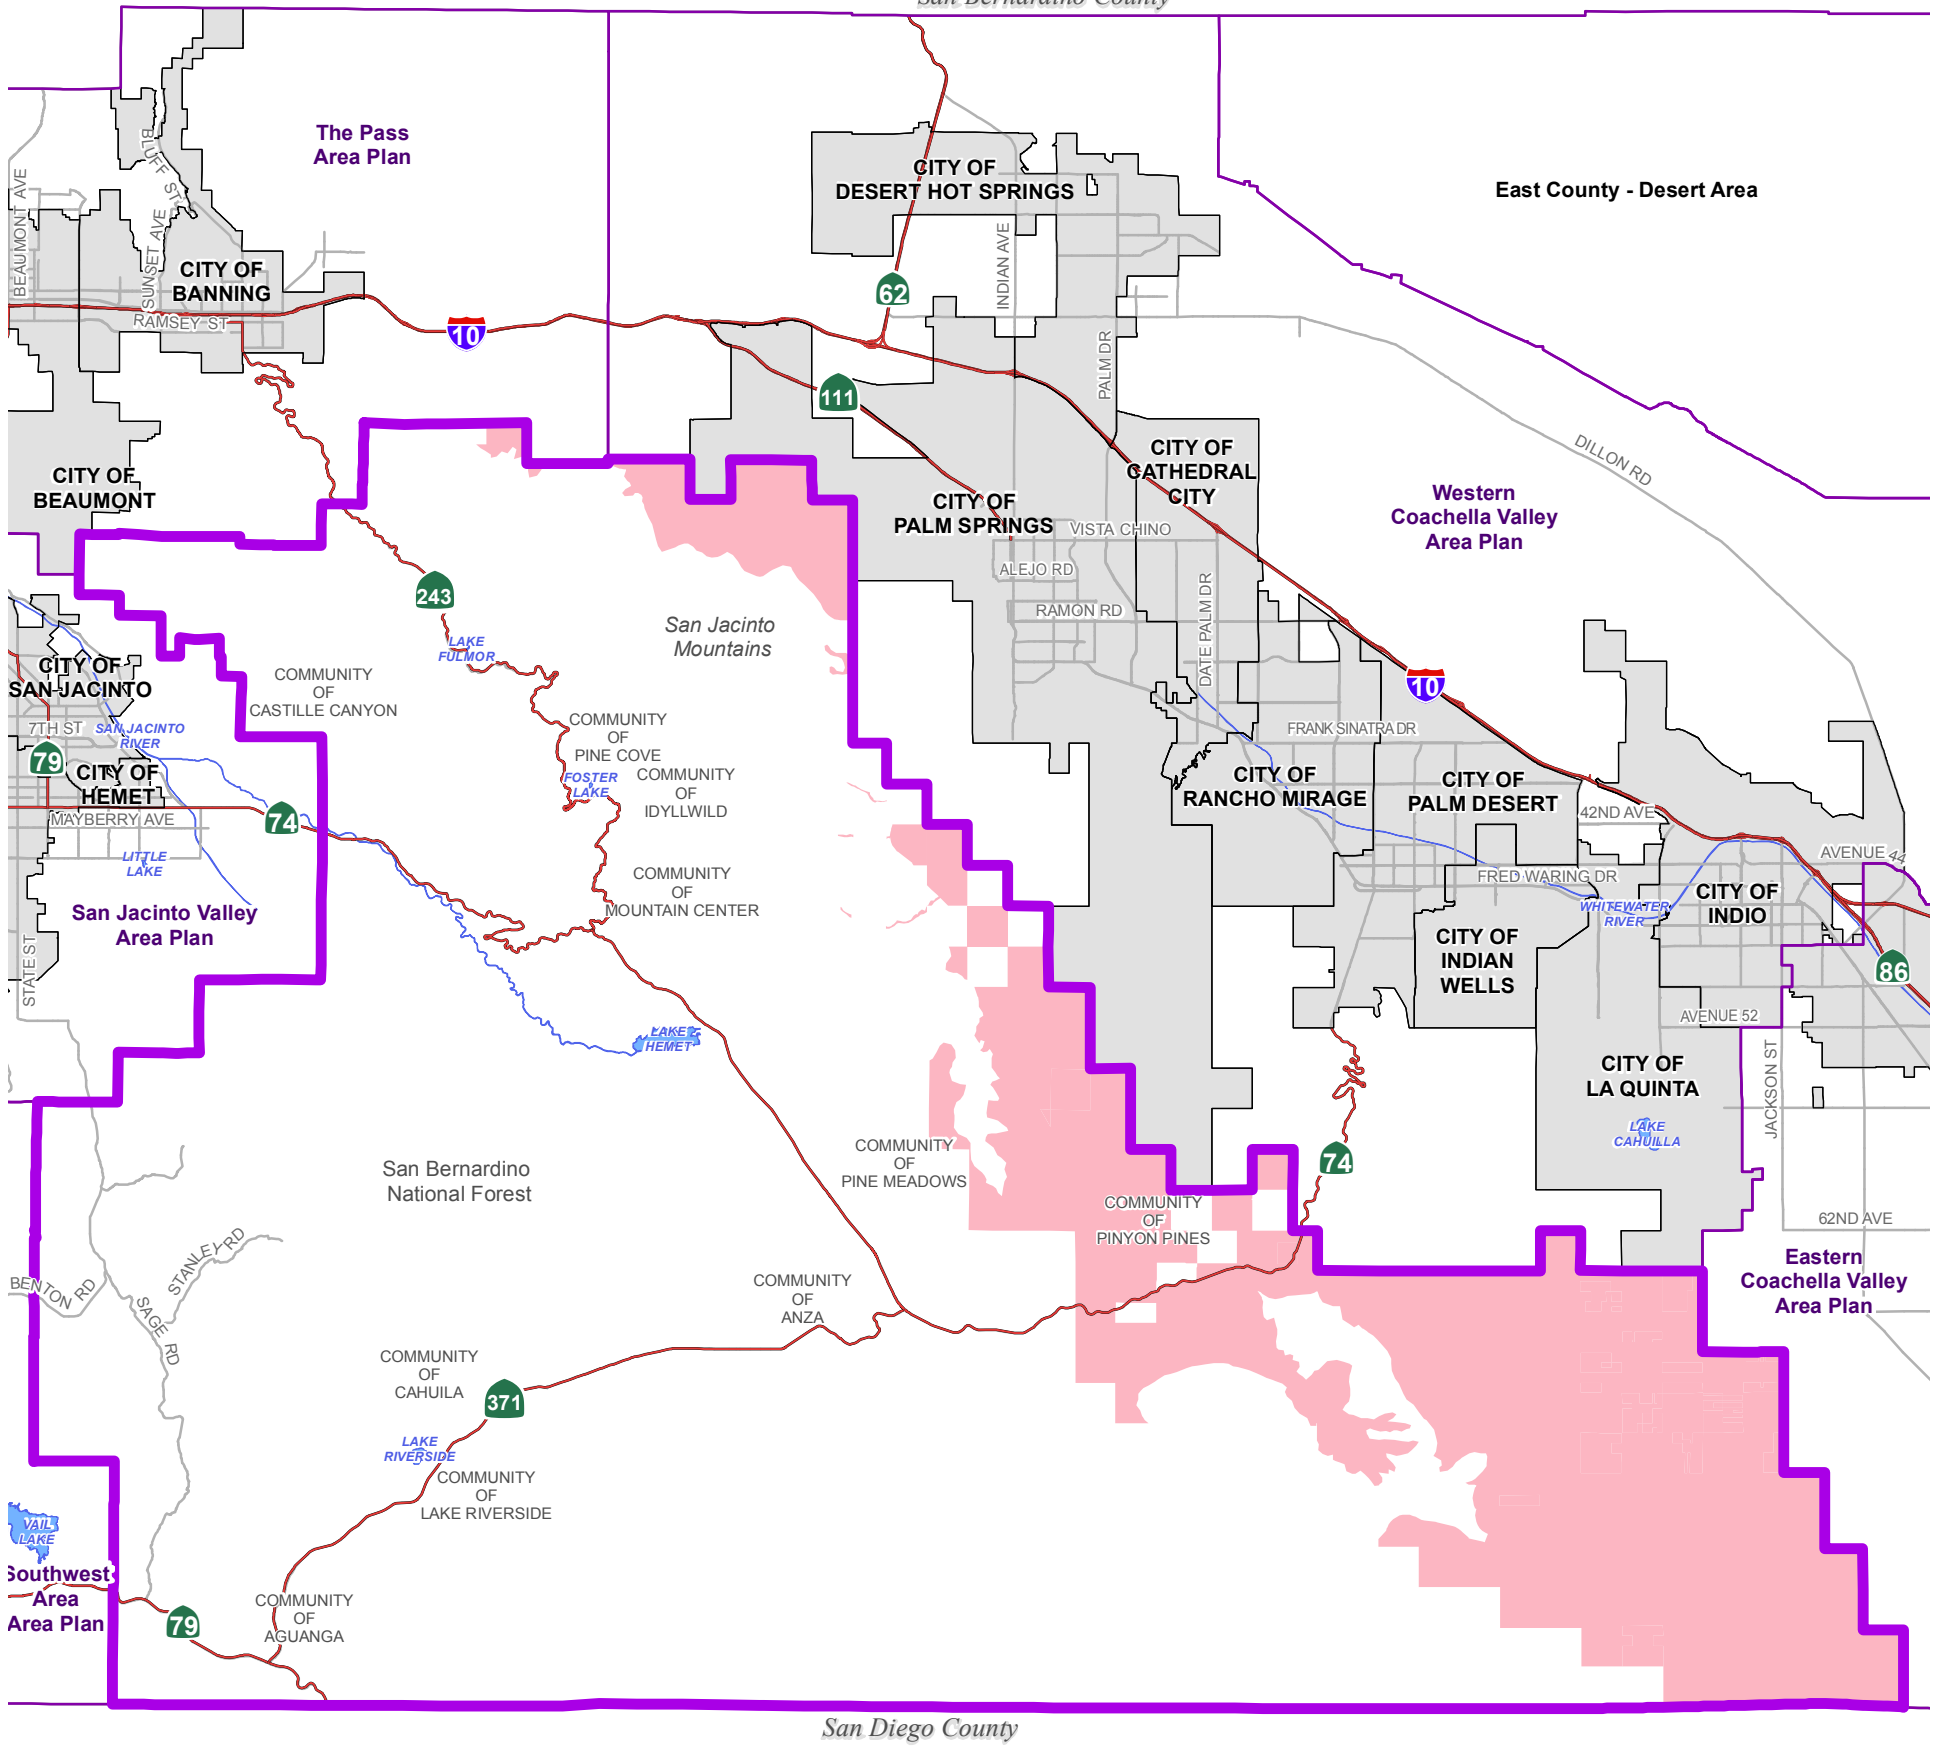 San Bernardino County
The Pass
Area Plan
BLUFF ST
BEAUMONT AVE
SUNSET AVE
CITY OF
BANNING
RAMSEY ST
10
CITY OF
DESERT HOT SPRINGS
INDIAN AVE
62
East County - Desert Area
111
PALM DR
CITY OF
BEAUMONT
CITY OF
CATHEDRAL
CITY
CITY OF
PALM SPRINGS
VISTA CHINO
ALEJO RD
RAMON RD
DATE PALM DR
Western
Coachella Valley
Area Plan
DILLON RD
243
LAKE
FULMOR
San Jacinto
Mountains
CITY OF
SAN JACINTO
7TH ST
SAN JACINTO
RIVER
79
CITY OF
HEMET
MAYBERRY AVE
74
LITTLE
LAKE
San Jacinto Valley
Area Plan
STATE ST
COMMUNITY
OF
CASTILLE CANYON
COMMUNITY
OF
PINE COVE
FOSTER
LAKE
COMMUNITY
OF
IDYLLWILD
COMMUNITY
OF
MOUNTAIN CENTER
LAKE
HEMET
10
FRANK SINATRA DR
CITY OF
RANCHO MIRAGE
CITY OF
PALM DESERT
42ND AVE
AVENUE 44
FRED WARING DR
WHITEWATER
RIVER
CITY OF
INDIO
CITY OF
INDIAN
WELLS
86
AVENUE 52
CITY OF
LA QUINTA
LAKE
CAHUILLA
JACKSON ST
62ND AVE
Eastern
Coachella Valley
Area Plan
74
San Bernardino
National Forest
COMMUNITY
OF
PINE MEADOWS
COMMUNITY
OF
PINYON PINES
STANLEY RD
BENTON RD
SAGE RD
COMMUNITY
OF
ANZA
COMMUNITY
OF
CAHUILA
371
LAKE
RIVERSIDE
COMMUNITY
OF
LAKE RIVERSIDE
VAIL
LAKE
Southwest
Area
Area Plan
79
COMMUNITY
OF
AGUANGA
San Diego County